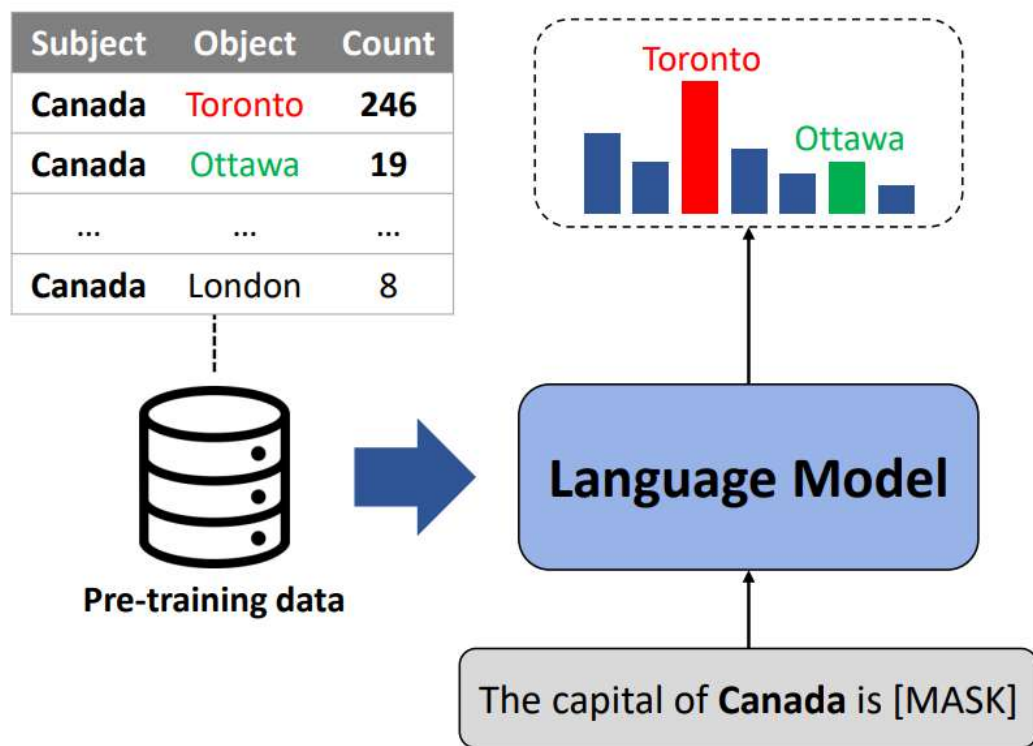 Subject Object Count
Canada Toronto 246
Canada Ottawa 19
... ... ...
Canada London 8
Toronto
Ottawa
Pre-training data
Language Model
The capital of Canada is [MASK]